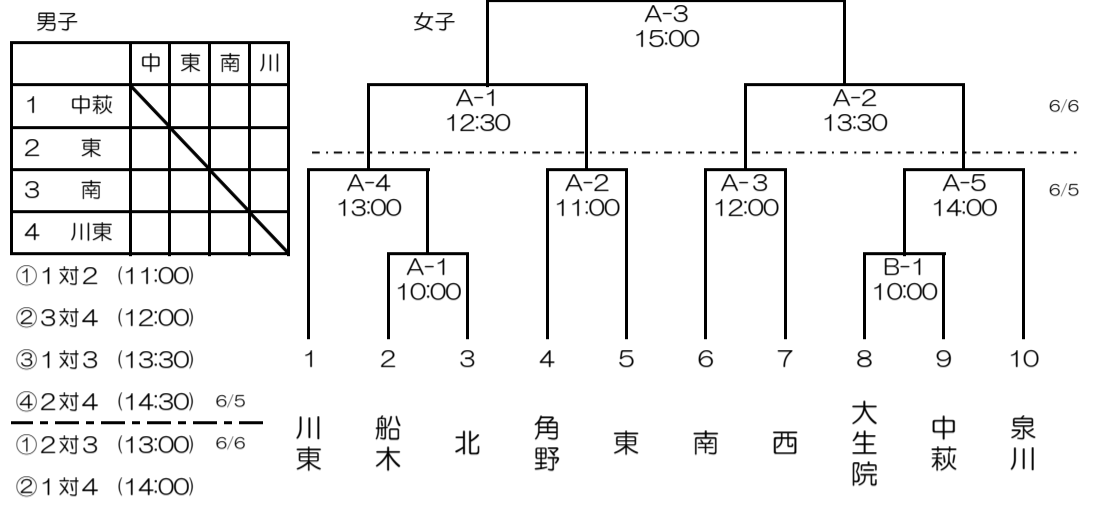 男子
中 東 南 川
1 中萩
2 東
3 南
4 川東
①1対2 (11:00)
②3対4 (12:00)
③1対3 (13:30)
④2対4 (14:30) 6/5
①2対3 (13:00) 6/6
②1対4 (14:00)
女子
A-3
15:00
A-1
12:30
A-2
13:30
6/6
A-4
13:00
A-2
11:00
A-3
12:00
A-5
14:00
6/5
A-1
10:00
B-1
10:00
1 2 3 4 5 6 7 8 9 10
川東
船木
北
角野
東
南
西
大生院
中萩
泉川